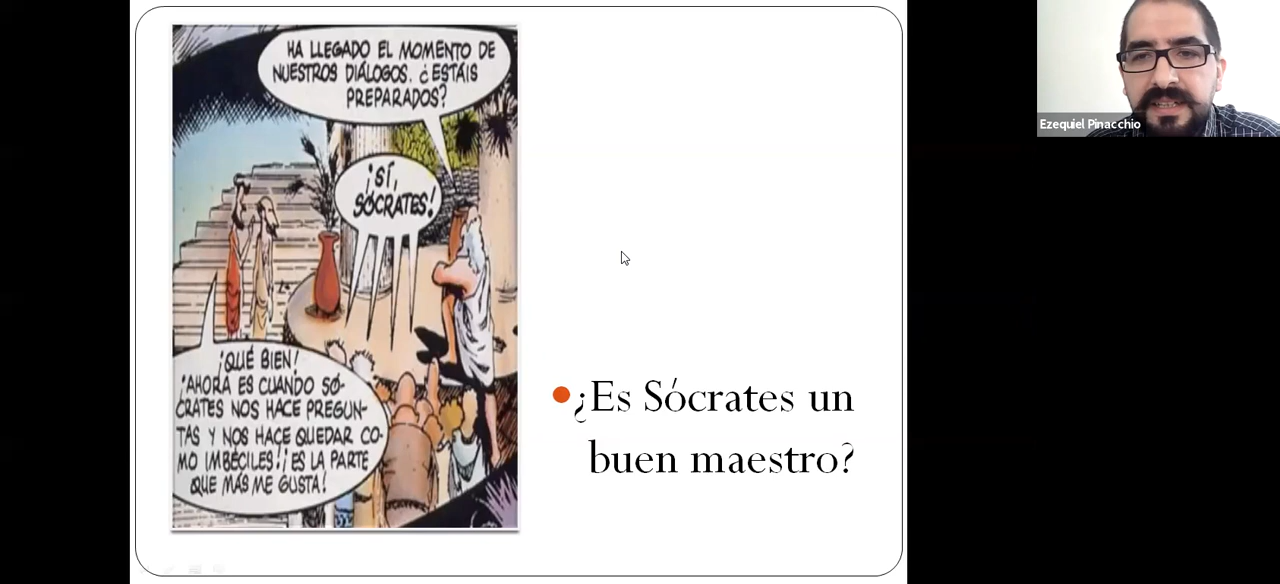 HA LLEGADO EL MOMENTO DE
NUESTROS DIÁLOGOS. ¿ESTÁIS
PREPARADOS?
¡SÍ,
SÓCRATES!
¡QUÉ BIEN!
¡AHORA ES CUANDO SÓ-
CRATES NOS HACE PREGUN-
TAS Y NOS HACE QUEDAR CO-
MO IMBÉCILES! ¡ES LA PARTE
QUE MÁS ME GUSTA!
¿Es Sócrates un
buen maestro?
Ezequiel Pinacchio